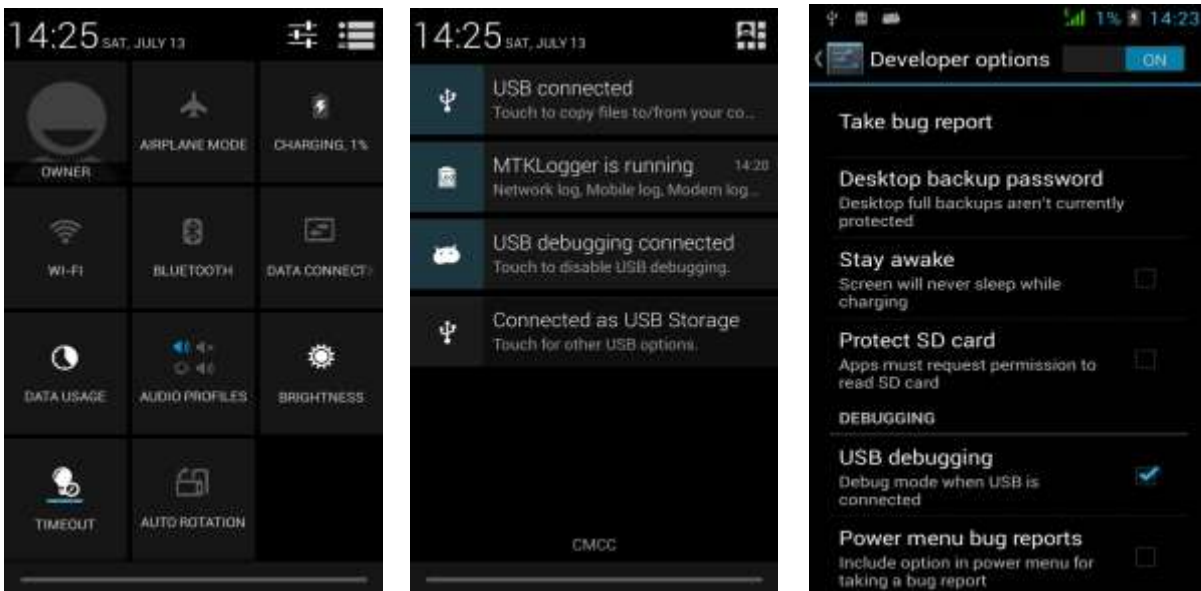 14:25 SAT, JULY 13
OWNER
AIRPLANE MODE
CHARGING, 1%
WI-FI
BLUETOOTH
DATA CONNECT
DATA USAGE
AUDIO PROFILES
BRIGHTNESS
TIMEOUT
AUTO ROTATION
14:25 SAT, JULY 13
USB connected
Touch to copy files to/from your co...
MTKLogger is running 14:20
Network log, Mobile log, Modem log...
USB debugging connected
Touch to disable USB debugging.
Connected as USB Storage
Touch for other USB options.
CMCC
1% 14:23
Developer options ON
Take bug report
Desktop backup password
Desktop full backups aren't currently
protected
Stay awake
Screen will never sleep while
charging
Protect SD card
Apps must request permission to
read SD card
DEBUGGING
USB debugging
Debug mode when USB is
connected
Power menu bug reports
Include option in power menu for
taking a bug report